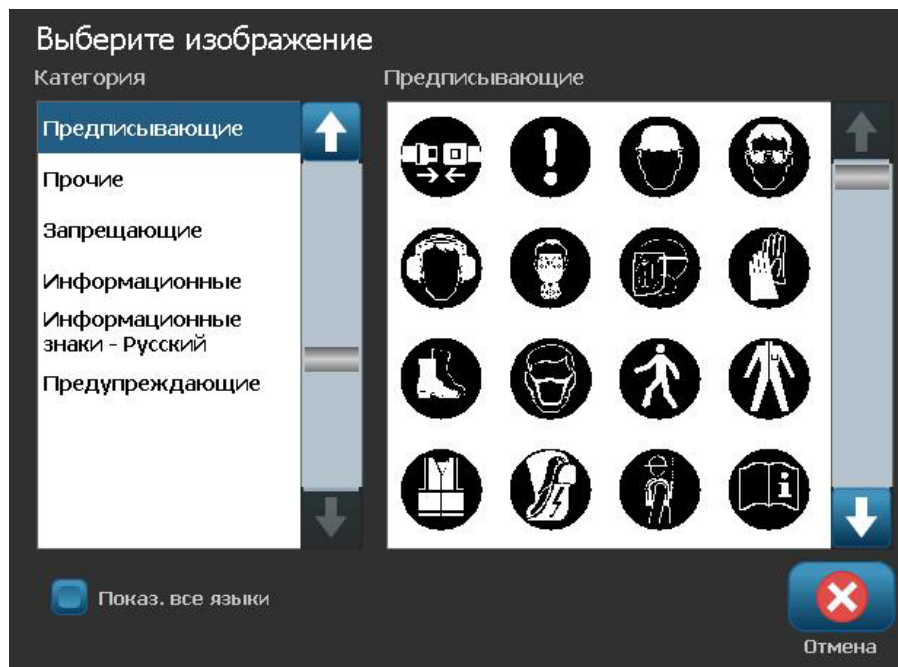 Выберите изображение
Категория
Предписывающие
Предписывающие
Прочие
Запрещающие
Информационные
Информационные
знаки - Русский
Предупреждающие
Показ. все языки
Отмена